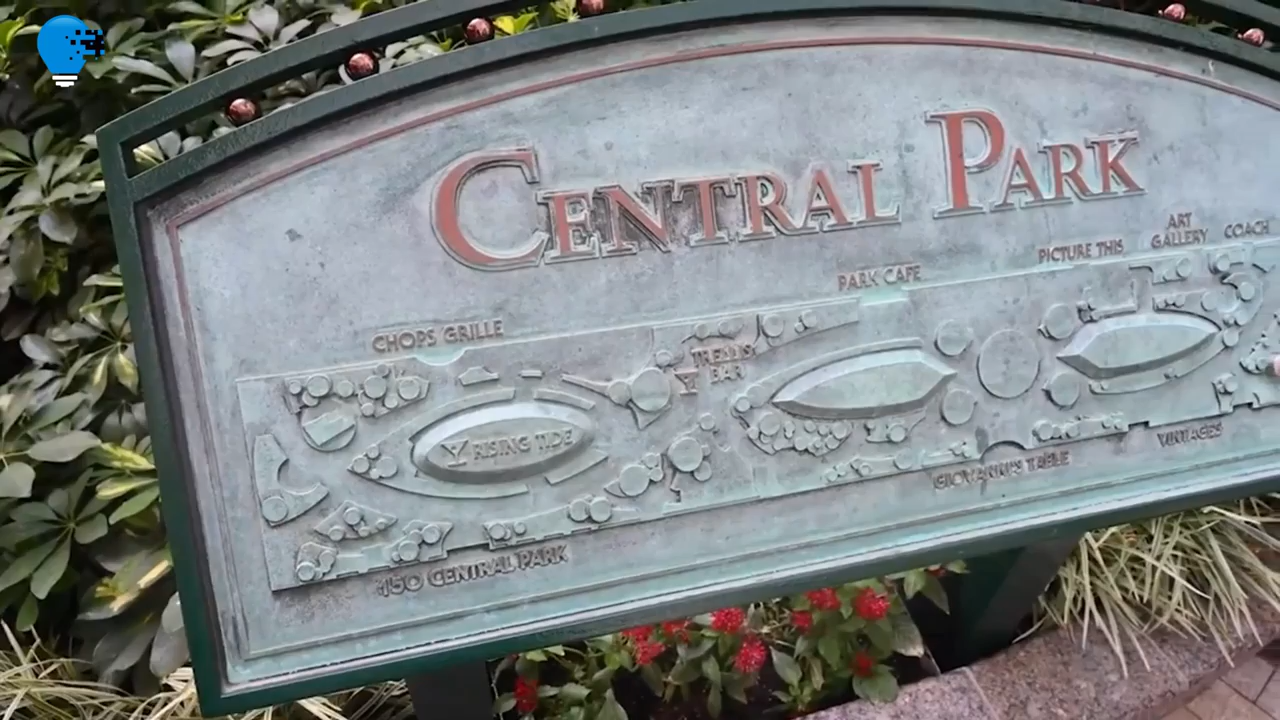 CENTRAL PARK
ART
GALLERY
COACH
PICTURE THIS
PARK CAFE
CHOPS GRILLE
TRELLIS
BAR
RISING TIDE
VINTAGES
GIOVANNI'S TABLE
150 CENTRAL PARK